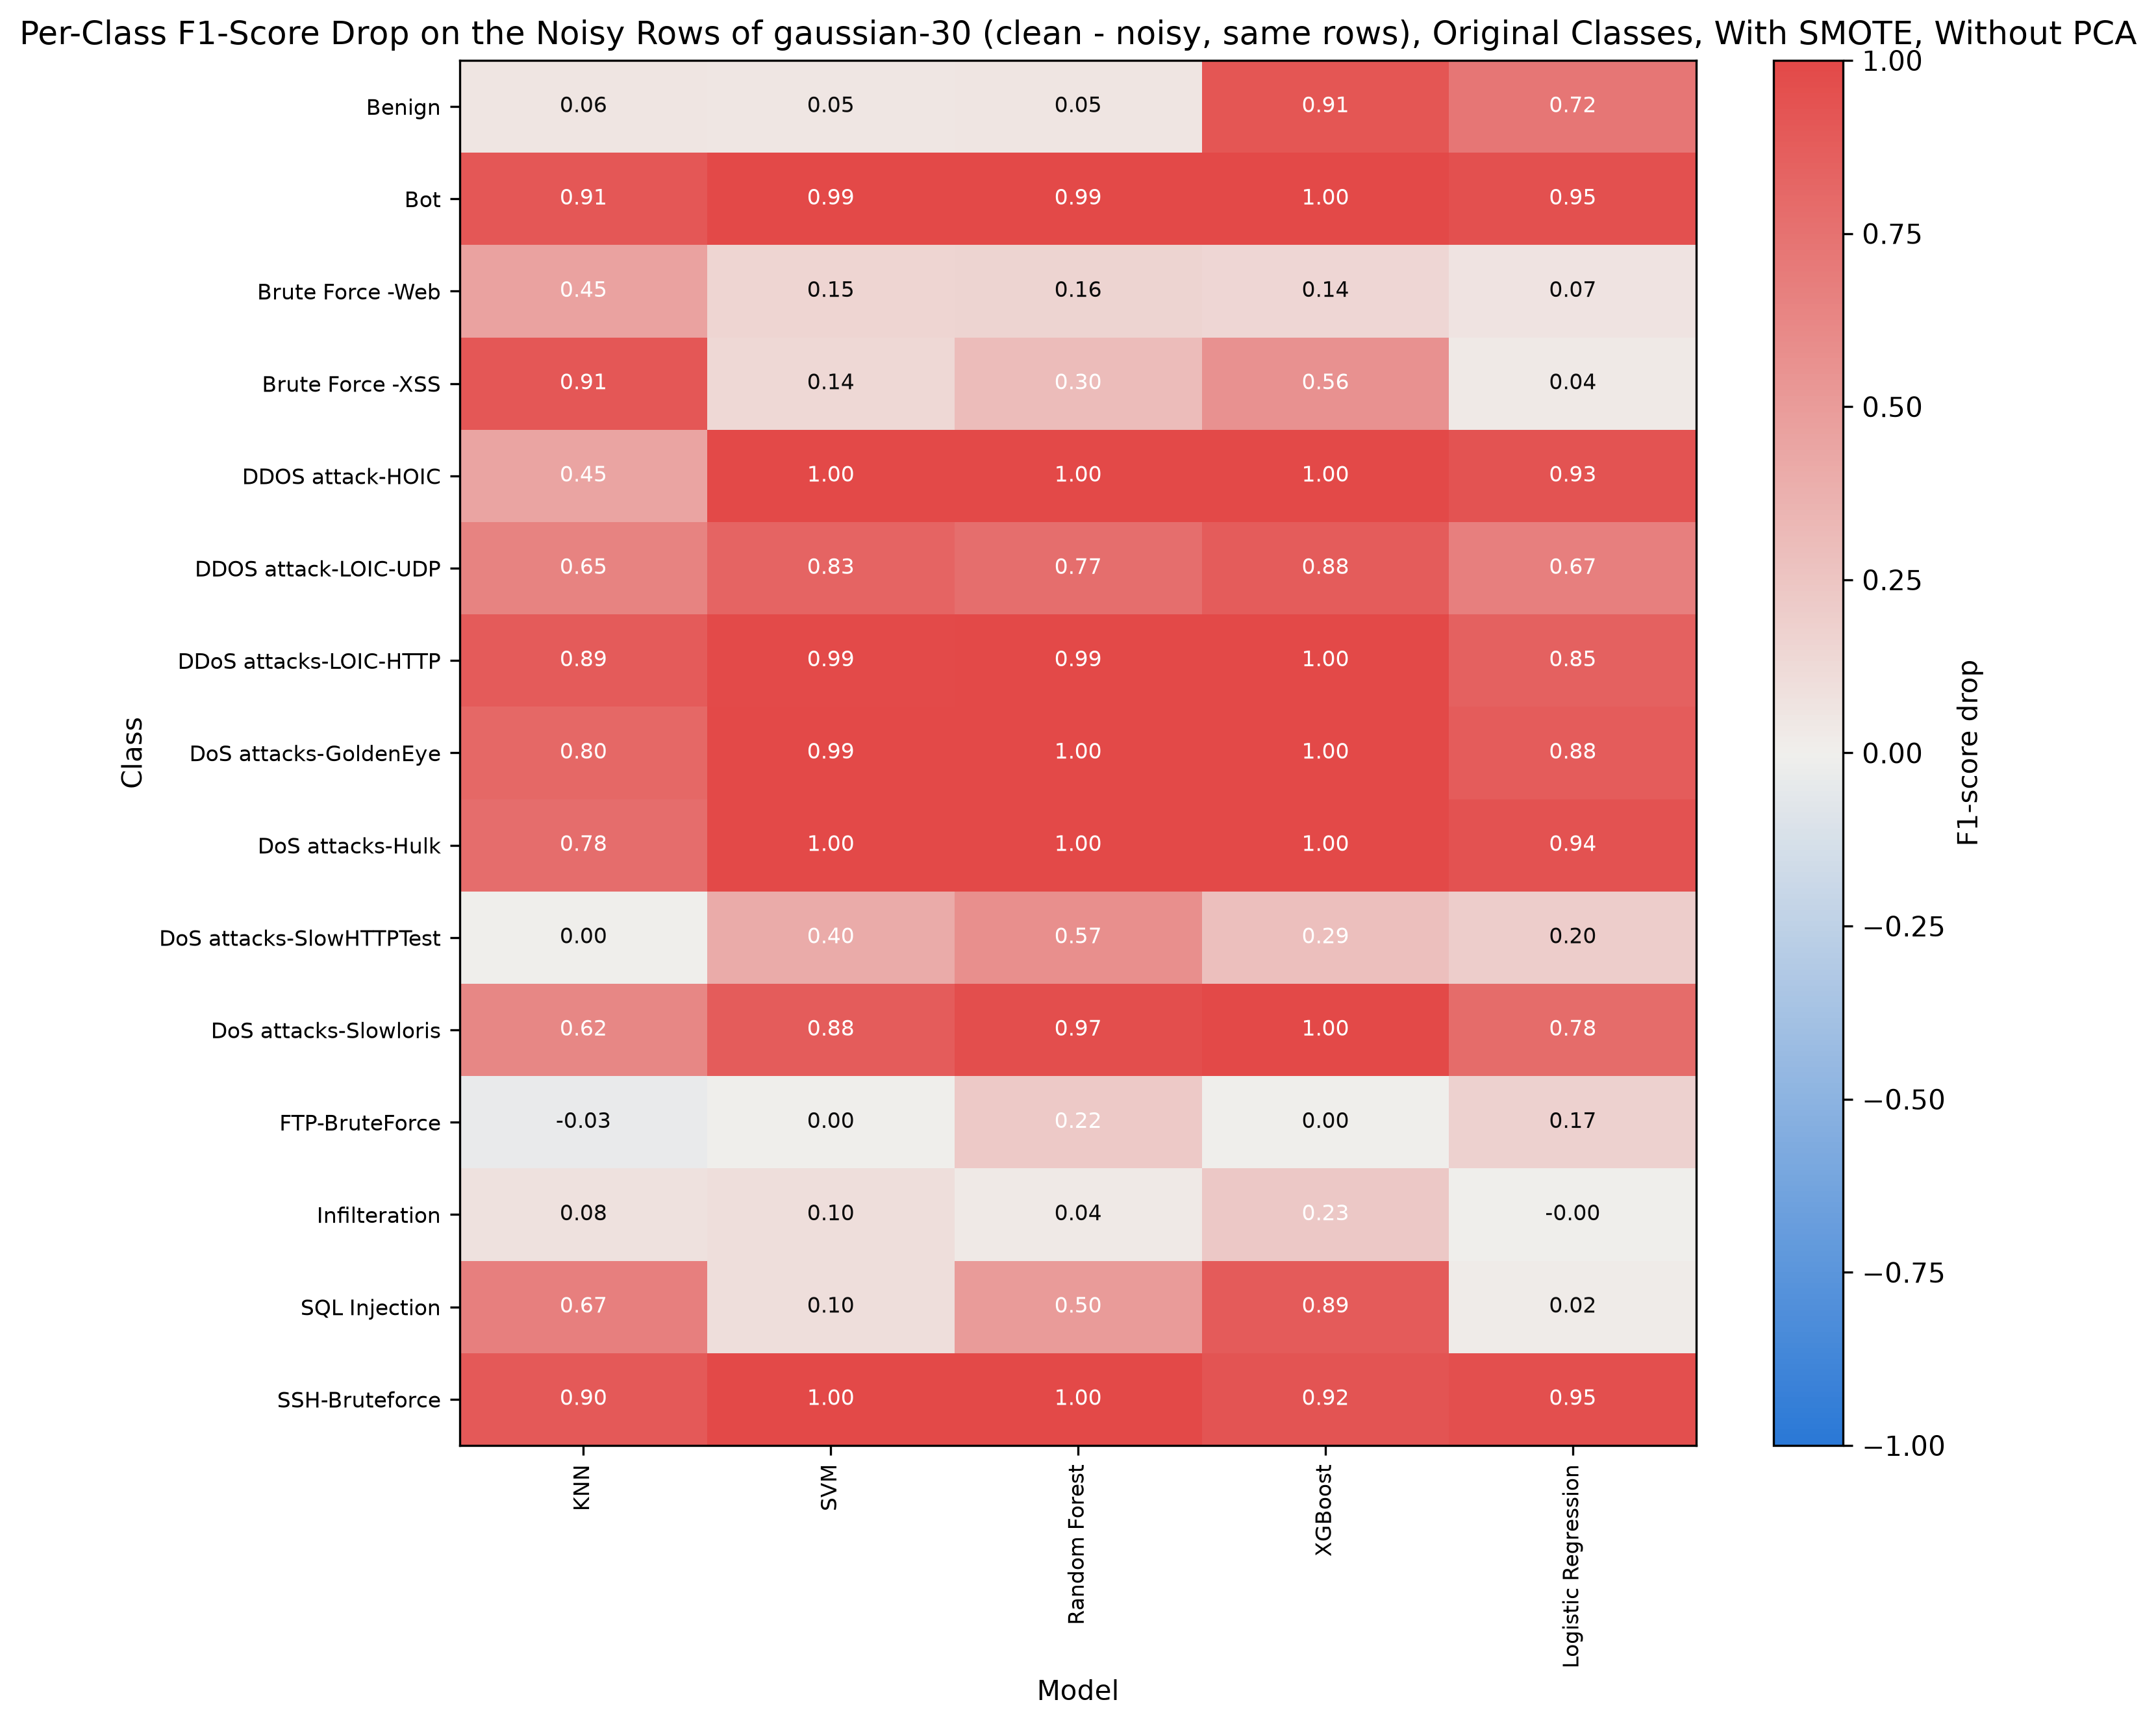 Per-Class F1-Score Drop on the Noisy Rows of gaussian-30 (clean - noisy, same rows), Original Classes, With SMOTE, Without PCA
Benign 0.06 0.05 0.05 0.91 0.72
Bot 0.91 0.99 0.99 1.00 0.95
Brute Force -Web 0.45 0.15 0.16 0.14 0.07
Brute Force -XSS 0.91 0.14 0.30 0.56 0.04
DDOS attack-HOIC 0.45 1.00 1.00 1.00 0.93
DDOS attack-LOIC-UDP 0.65 0.83 0.77 0.88 0.67
DDoS attacks-LOIC-HTTP 0.89 0.99 0.99 1.00 0.85
DoS attacks-GoldenEye 0.80 0.99 1.00 1.00 0.88
DoS attacks-Hulk 0.78 1.00 1.00 1.00 0.94
DoS attacks-SlowHTTPTest 0.00 0.40 0.57 0.29 0.20
DoS attacks-Slowloris 0.62 0.88 0.97 1.00 0.78
FTP-BruteForce -0.03 0.00 0.22 0.00 0.17
Infilteration 0.08 0.10 0.04 0.23 -0.00
SQL Injection 0.67 0.10 0.50 0.89 0.02
SSH-Bruteforce 0.90 1.00 1.00 0.92 0.95
Class
KNN
SVM
Random Forest
XGBoost
Logistic Regression
Model
1.00
0.75
0.50
0.25
0.00
−0.25
−0.50
−0.75
−1.00
F1-score drop